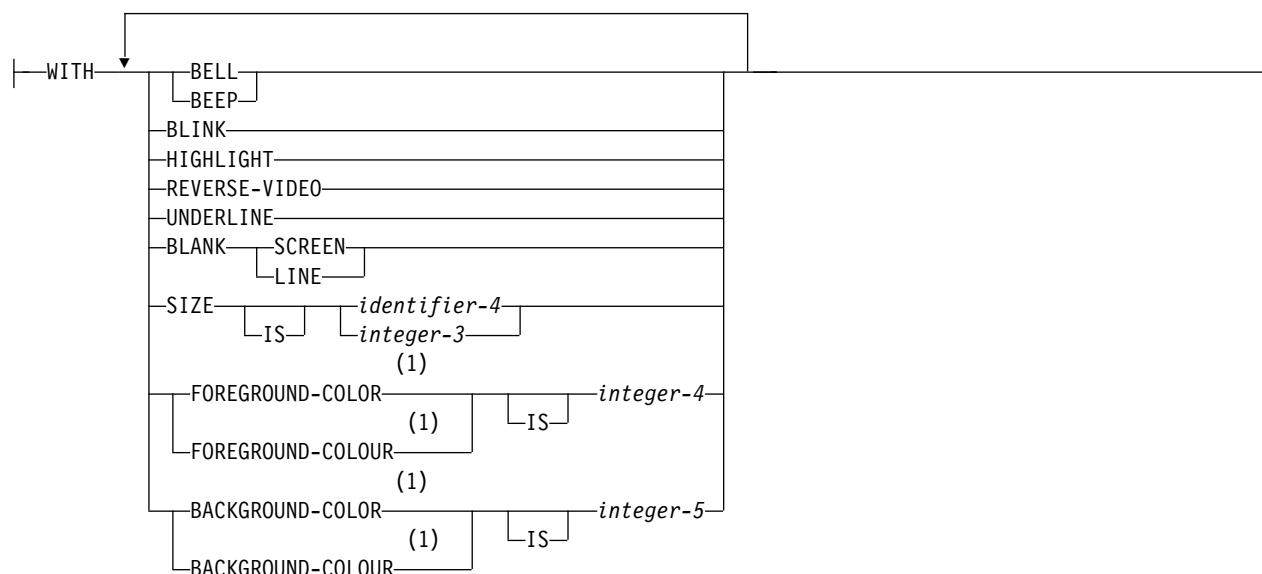 WITH BELL
BEEP
BLINK
HIGHLIGHT
REVERSE-VIDEO
UNDERLINE
BLANK SCREEN
LINE
SIZE identifier-4
IS integer-3
(1)
FOREGROUND-COLOR integer-4
(1) IS
FOREGROUND-COLOUR
(1)
BACKGROUND-COLOR integer-5
(1) IS
BACKGROUND-COLOUR